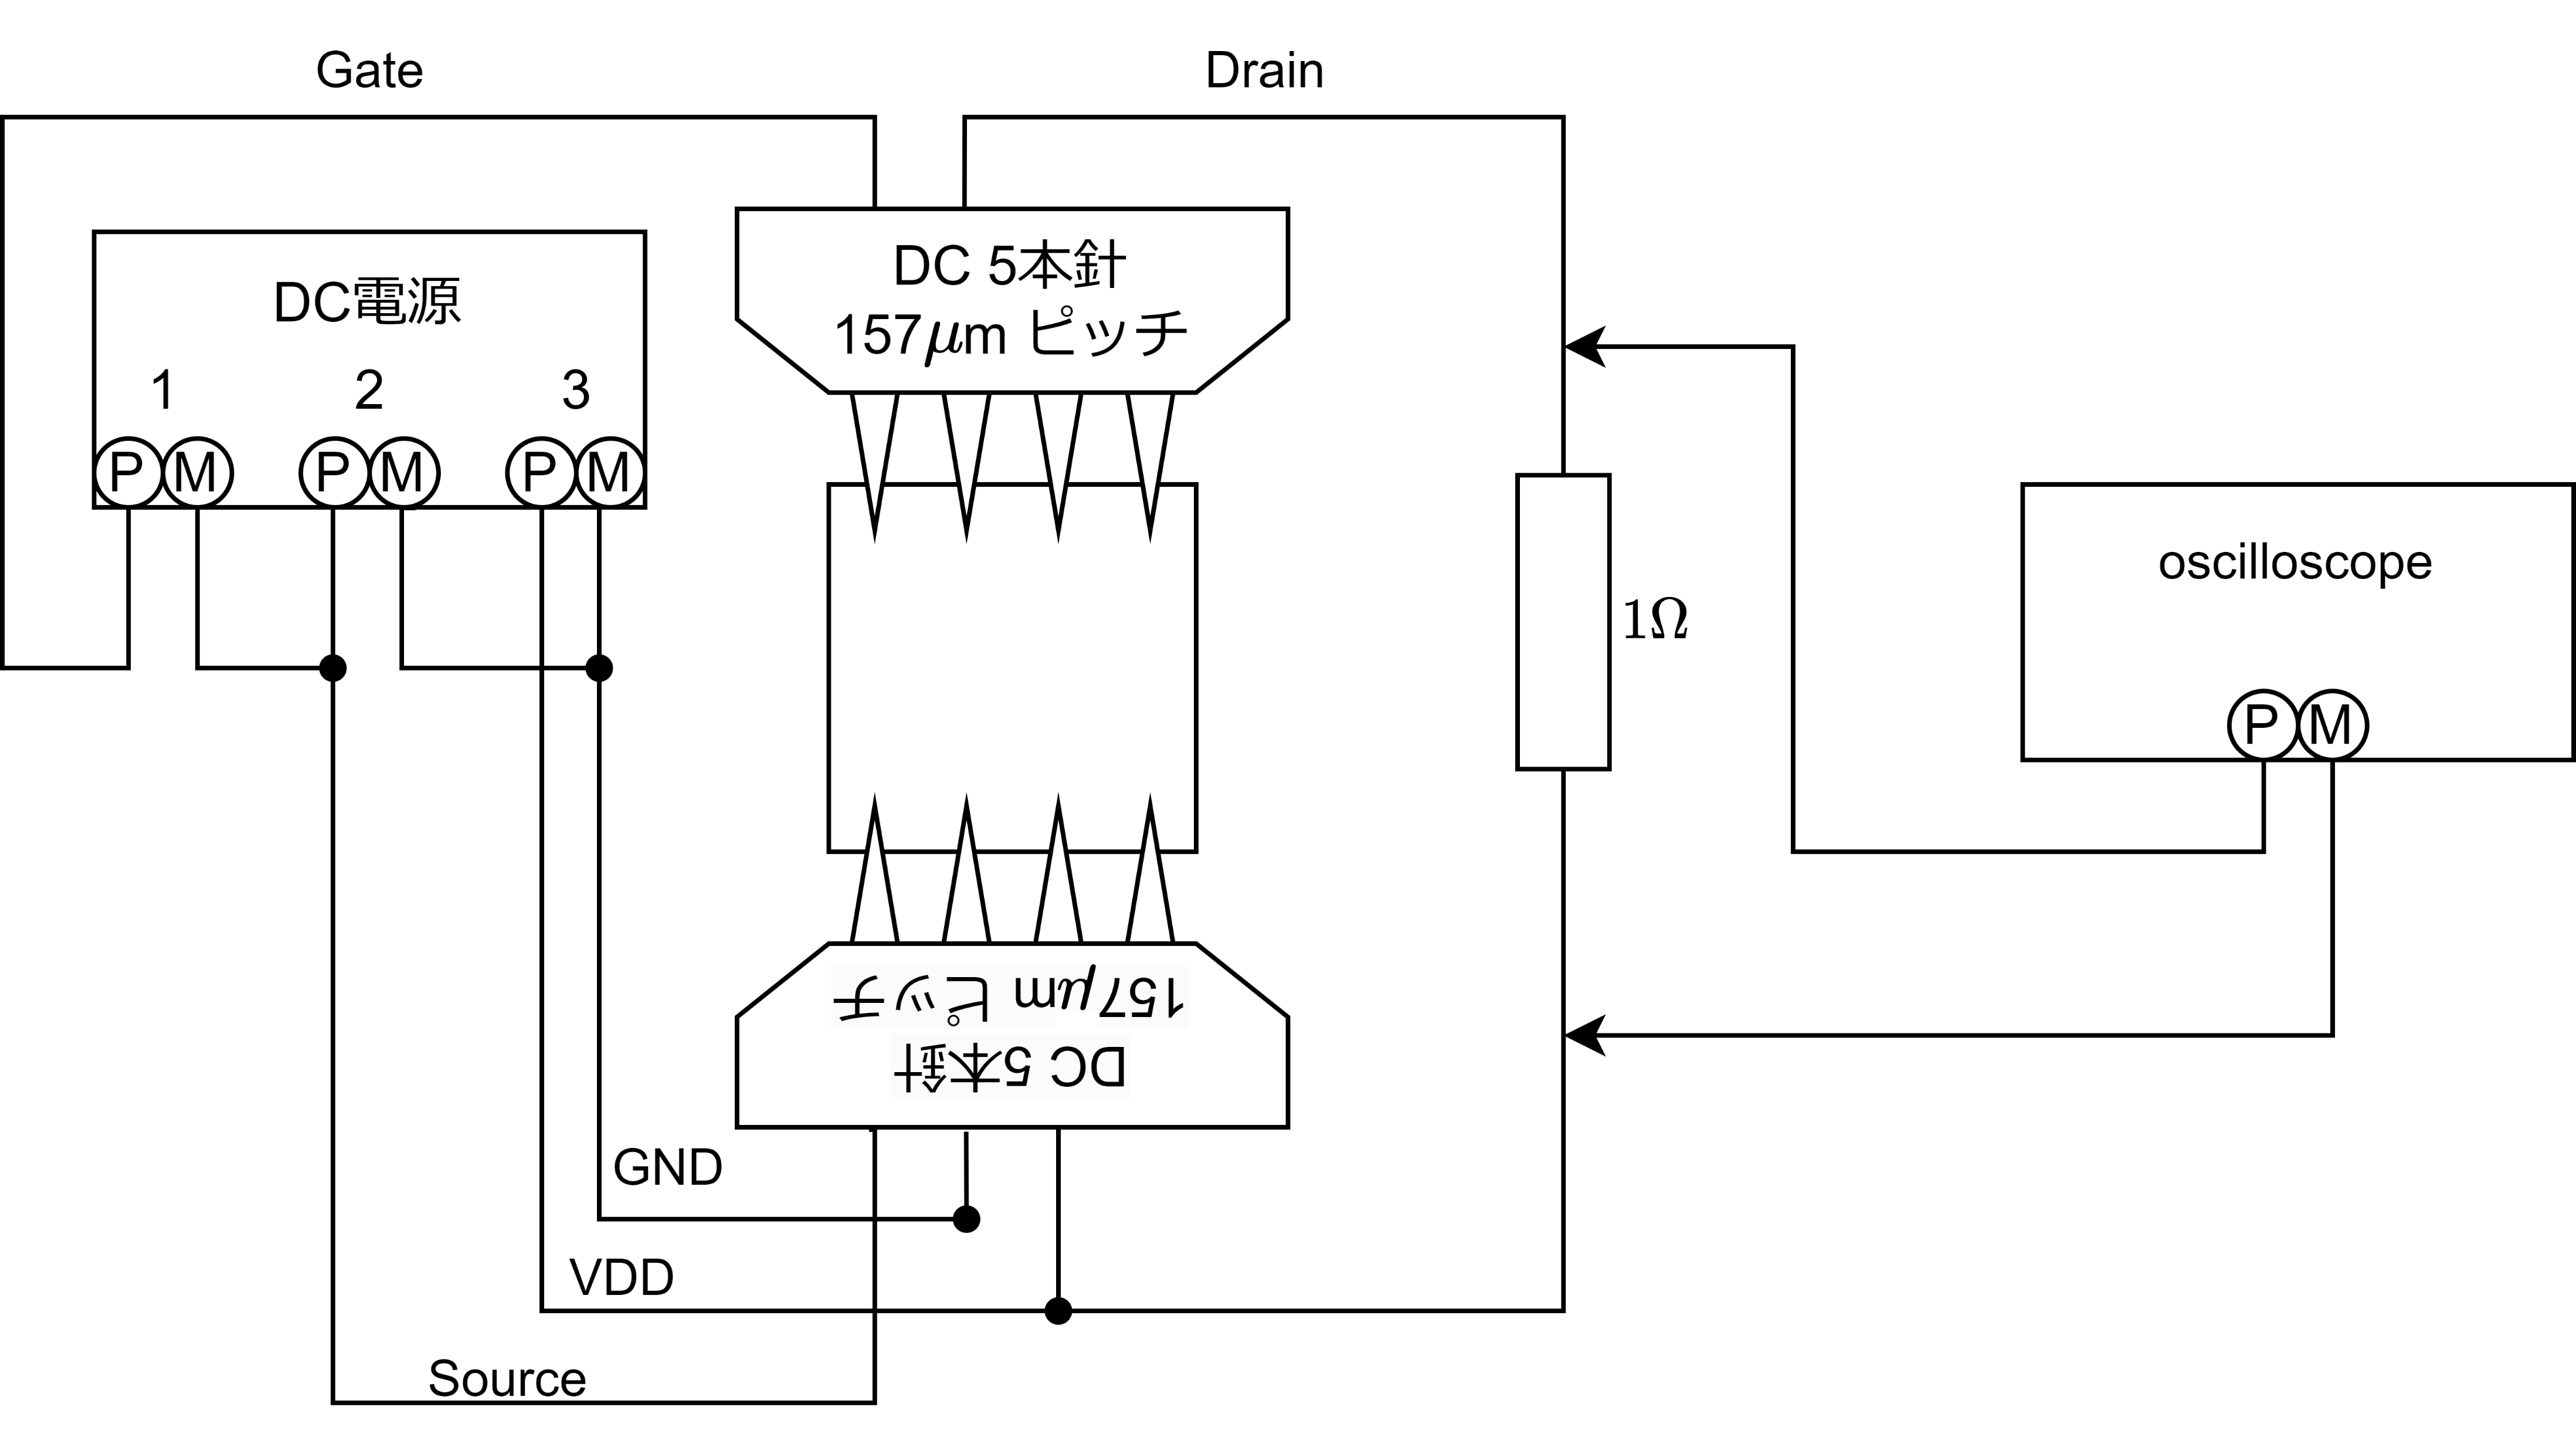 Gate
Drain
DC電源
1 2 3
P M P M P M
DC 5本針
157μm ピッチ
1Ω
oscilloscope
P M
DC 5本針
157μm ピッチ
GND
VDD
Source